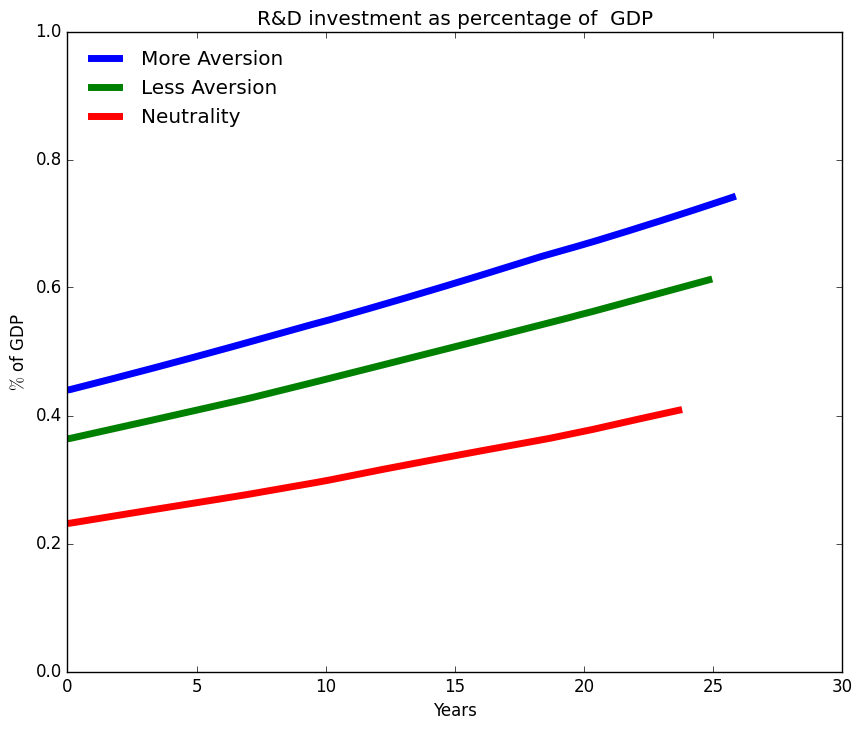 R&D investment as percentage of  GDP
1.0
0.8
0.6
0.4
0.2
0.0
% of GDP
More Aversion
Less Aversion
Neutrality
0 5 10 15 20 25 30
Years